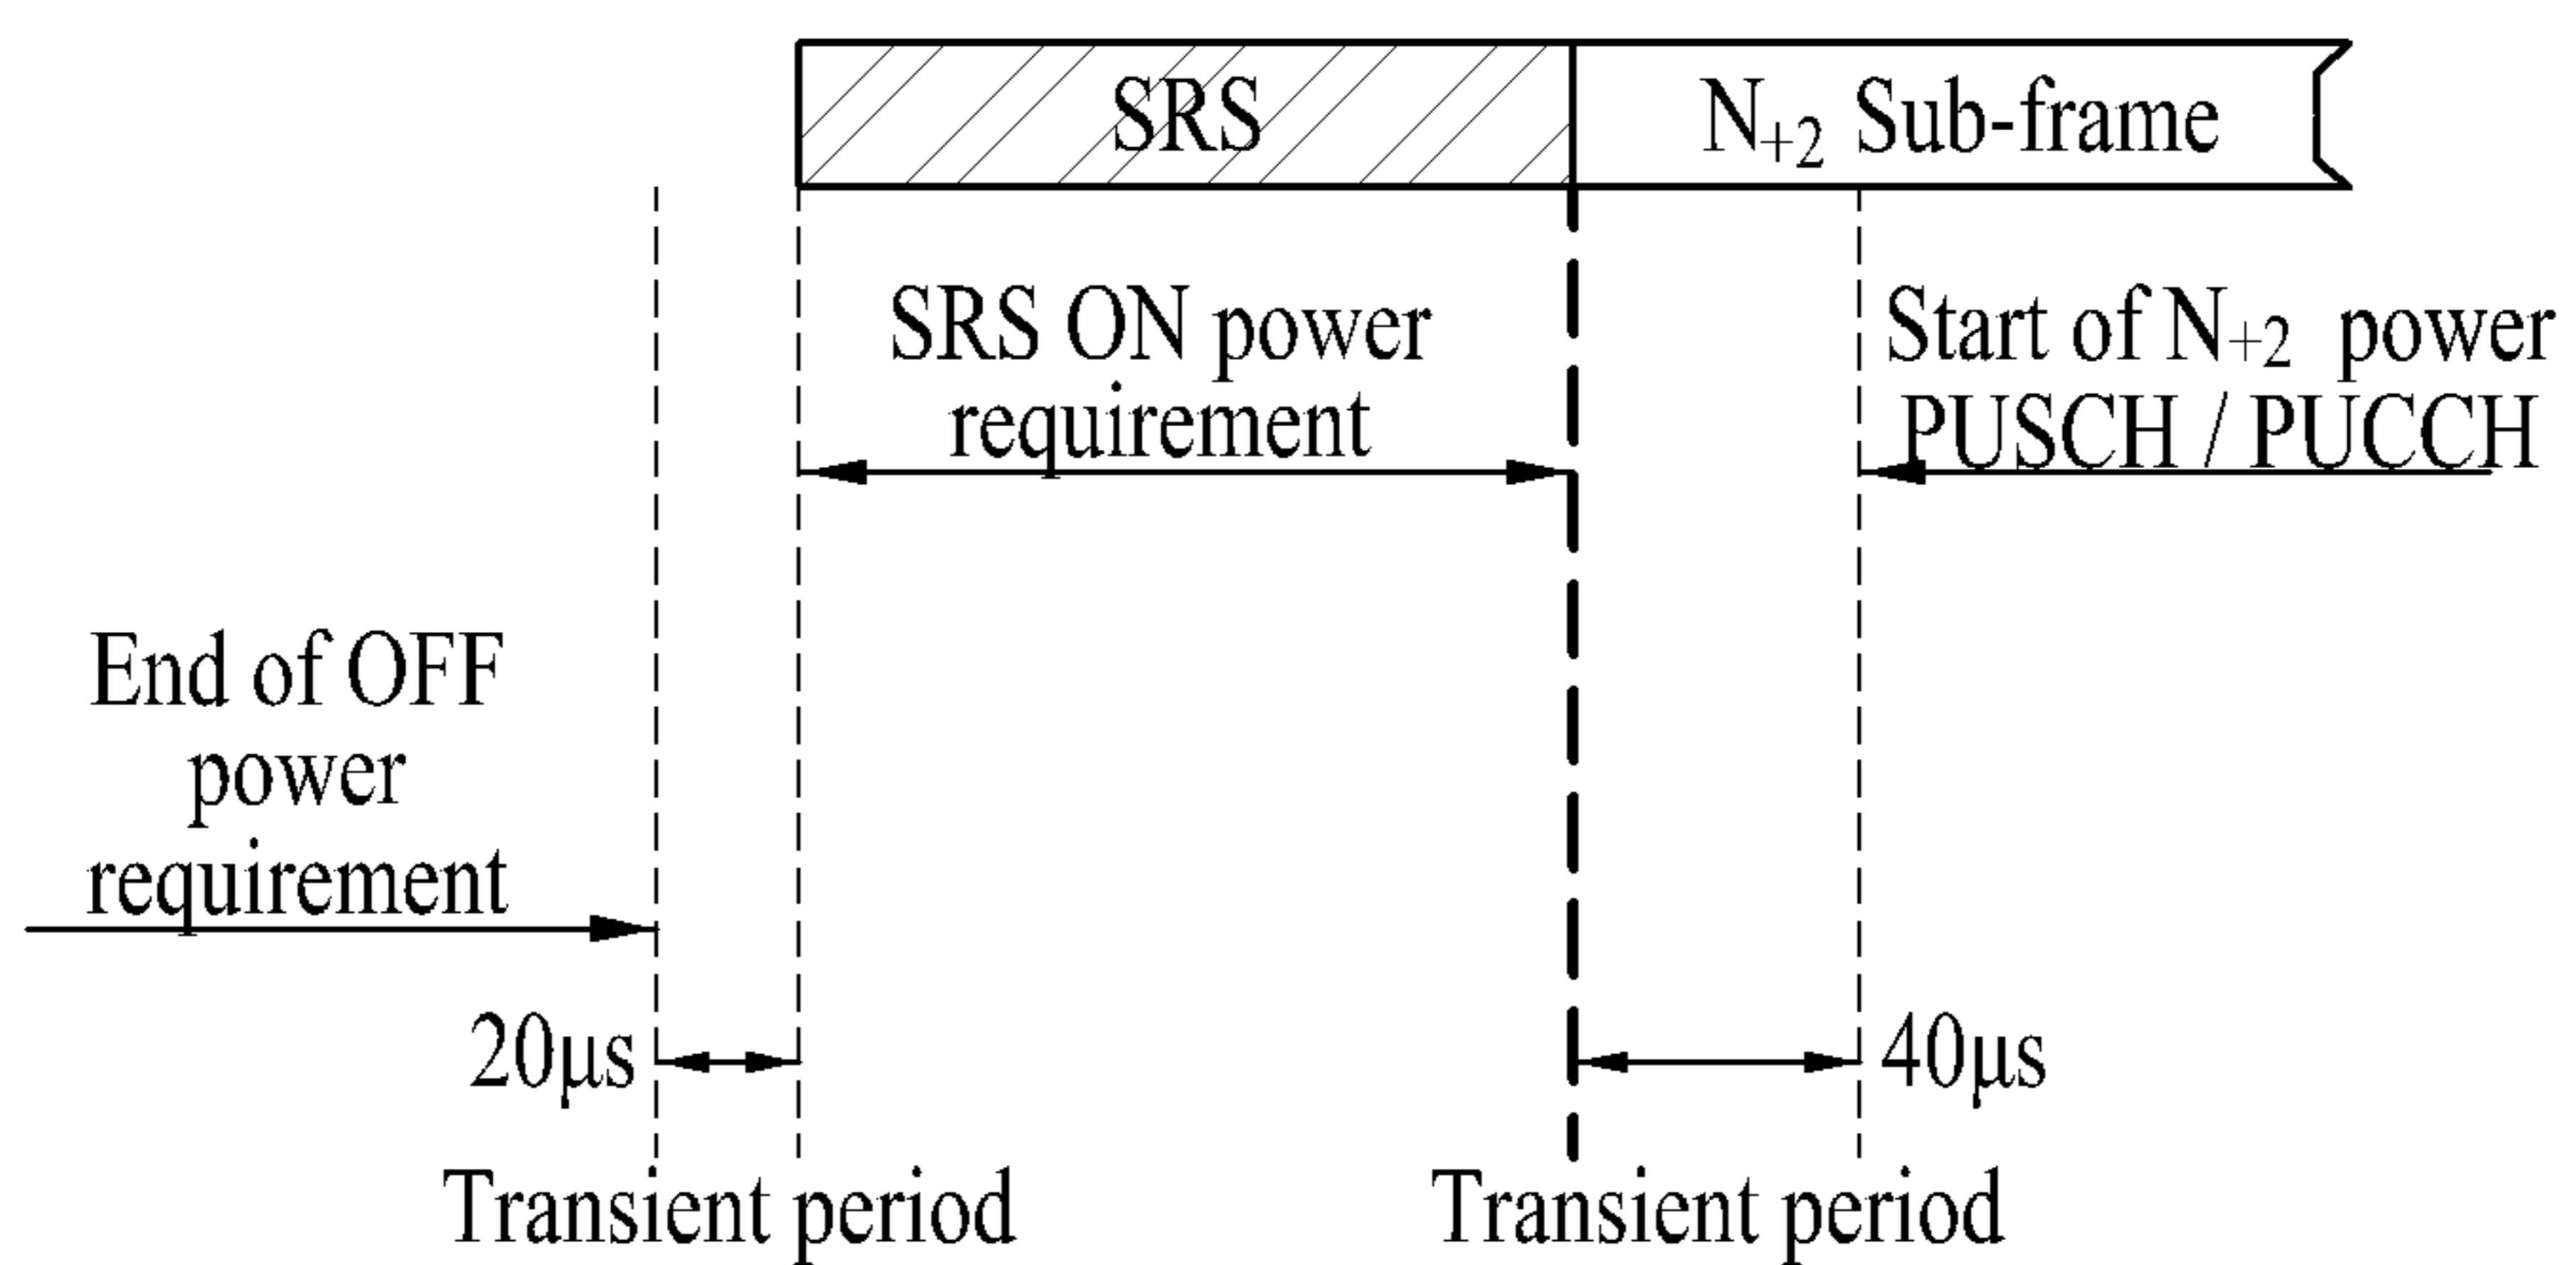 SRS
N+2 Sub-frame
SRS ON power
requirement
Start of N+2 power
PUSCH / PUCCH
End of OFF
power
requirement
20μs
40μs
Transient period
Transient period